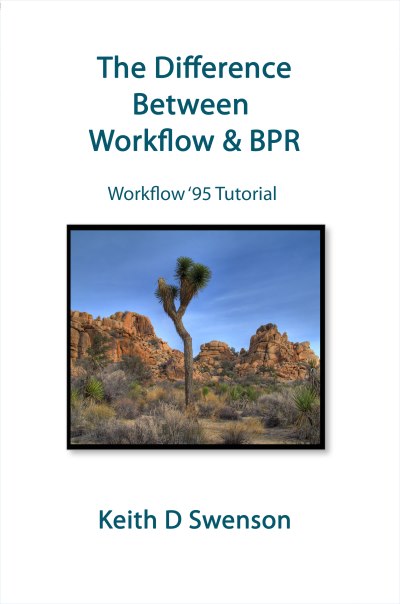 The Difference
Between
Workflow & BPR
Workflow ‘95 Tutorial
Keith D Swenson